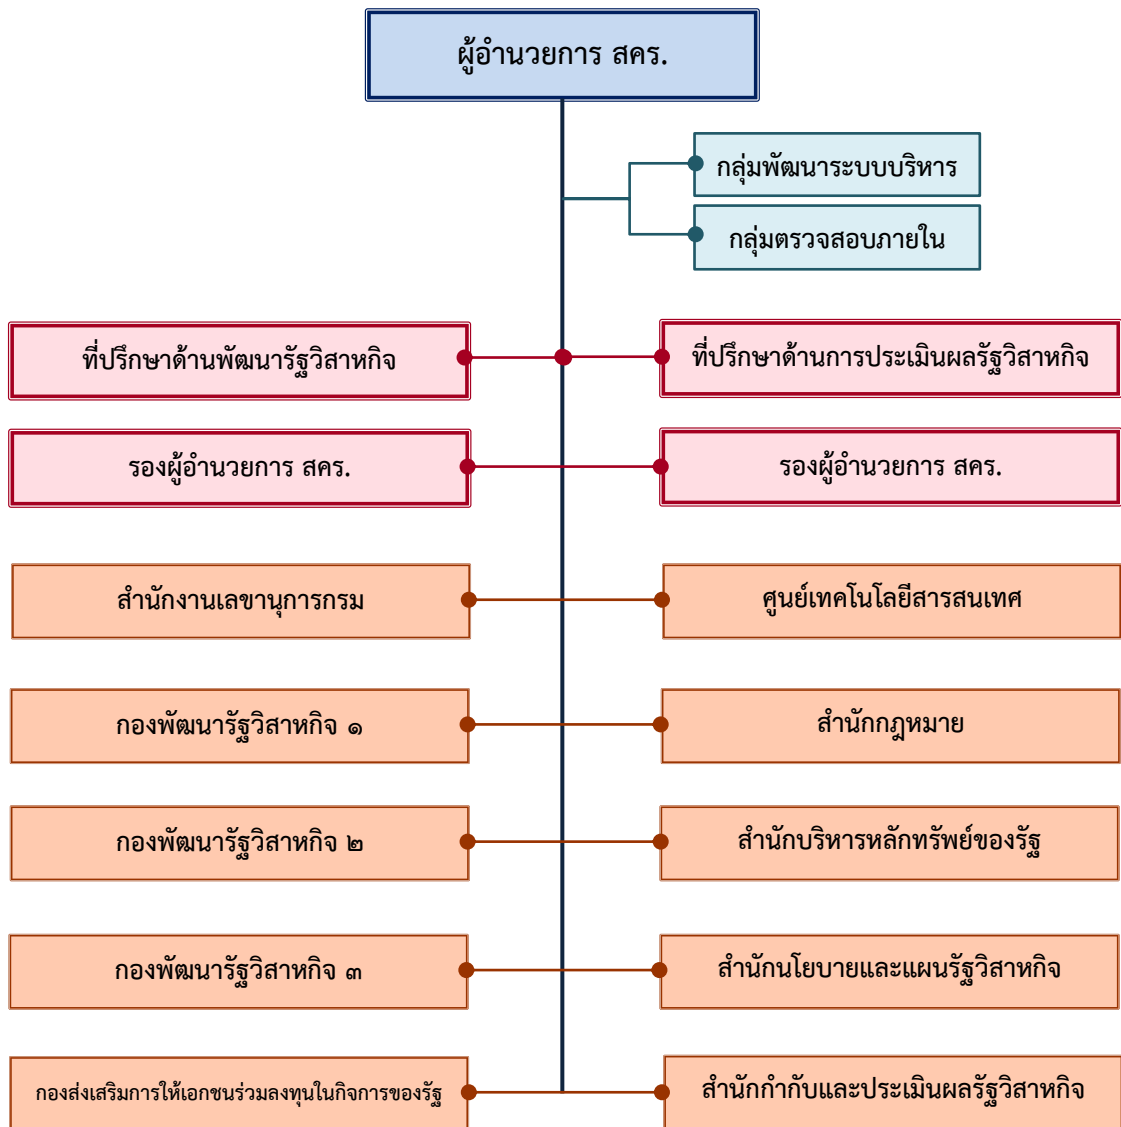 ผู้อำนวยการ สคร.
กลุ่มพัฒนาระบบบริหาร
กลุ่มตรวจสอบภายใน
ที่ปรึกษาด้านพัฒนารัฐวิสาหกิจ
ที่ปรึกษาด้านการประเมินผลรัฐวิสาหกิจ
รองผู้อำนวยการ สคร.
รองผู้อำนวยการ สคร.
สำนักงานเลขานุการกรม
ศูนย์เทคโนโลยีสารสนเทศ
กองพัฒนารัฐวิสาหกิจ ๑
สำนักกฎหมาย
กองพัฒนารัฐวิสาหกิจ ๒
สำนักบริหารหลักทรัพย์ของรัฐ
กองพัฒนารัฐวิสาหกิจ ๓
สำนักนโยบายและแผนรัฐวิสาหกิจ
กองส่งเสริมการให้เอกชนร่วมลงทุนในกิจการของรัฐ
สำนักกำกับและประเมินผลรัฐวิสาหกิจ